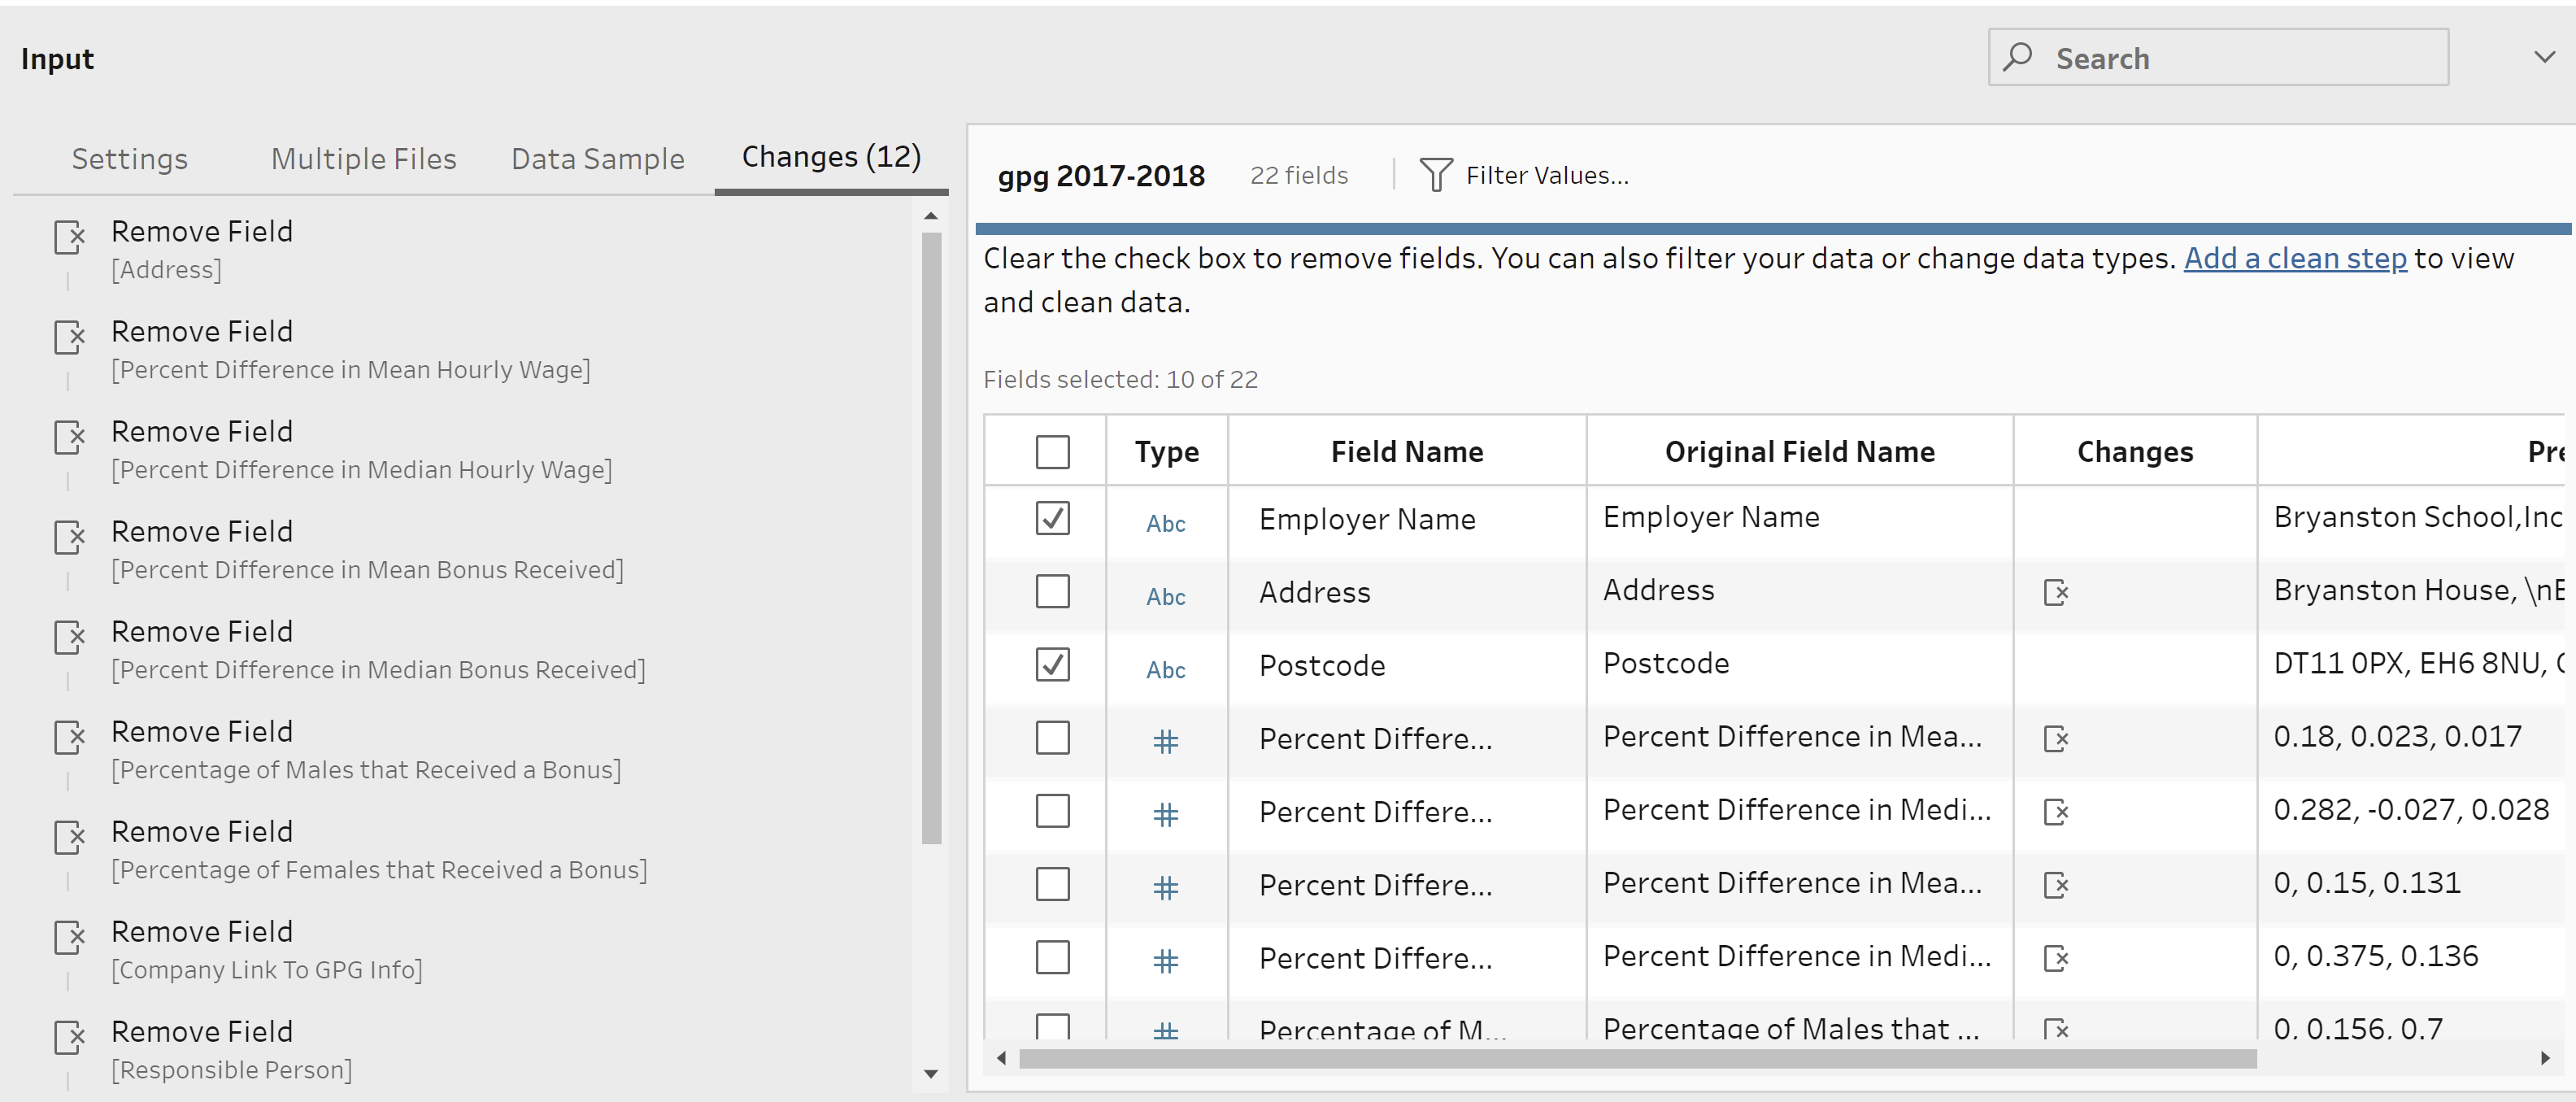 Input
Search
Settings
Multiple Files
Data Sample
Changes (12)
Remove Field
[Address]
Remove Field
[Percent Difference in Mean Hourly Wage]
Remove Field
[Percent Difference in Median Hourly Wage]
Remove Field
[Percent Difference in Mean Bonus Received]
Remove Field
[Percent Difference in Median Bonus Received]
Remove Field
[Percentage of Males that Received a Bonus]
Remove Field
[Percentage of Females that Received a Bonus]
Remove Field
[Company Link To GPG Info]
Remove Field
[Responsible Person]
gpg 2017-2018 22 fields Filter Values...
Clear the check box to remove fields. You can also filter your data or change data types. Add a clean step to view
and clean data.
Fields selected: 10 of 22
Type Field Name Original Field Name Changes Pre
Abc Employer Name Employer Name Bryanston School,Inc
Abc Address Address Bryanston House, \nB
Abc Postcode Postcode DT11 0PX, EH6 8NU,
# Percent Differe... Percent Difference in Mea... 0.18, 0.023, 0.017
# Percent Differe... Percent Difference in Medi... 0.282, -0.027, 0.028
# Percent Differe... Percent Difference in Mea... 0, 0.15, 0.131
# Percent Differe... Percent Difference in Medi... 0, 0.375, 0.136
# Percentage of M... Percentage of Males that ... 0, 0.156, 0.7